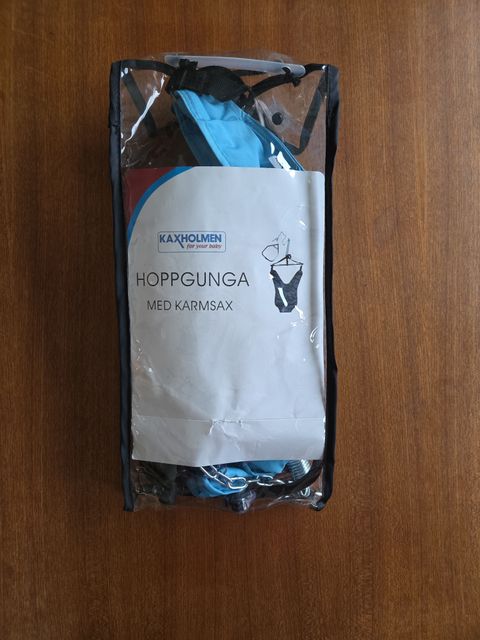 KAXHOLMEN
for your baby
HOPPGUNGA
MED KARMSAX